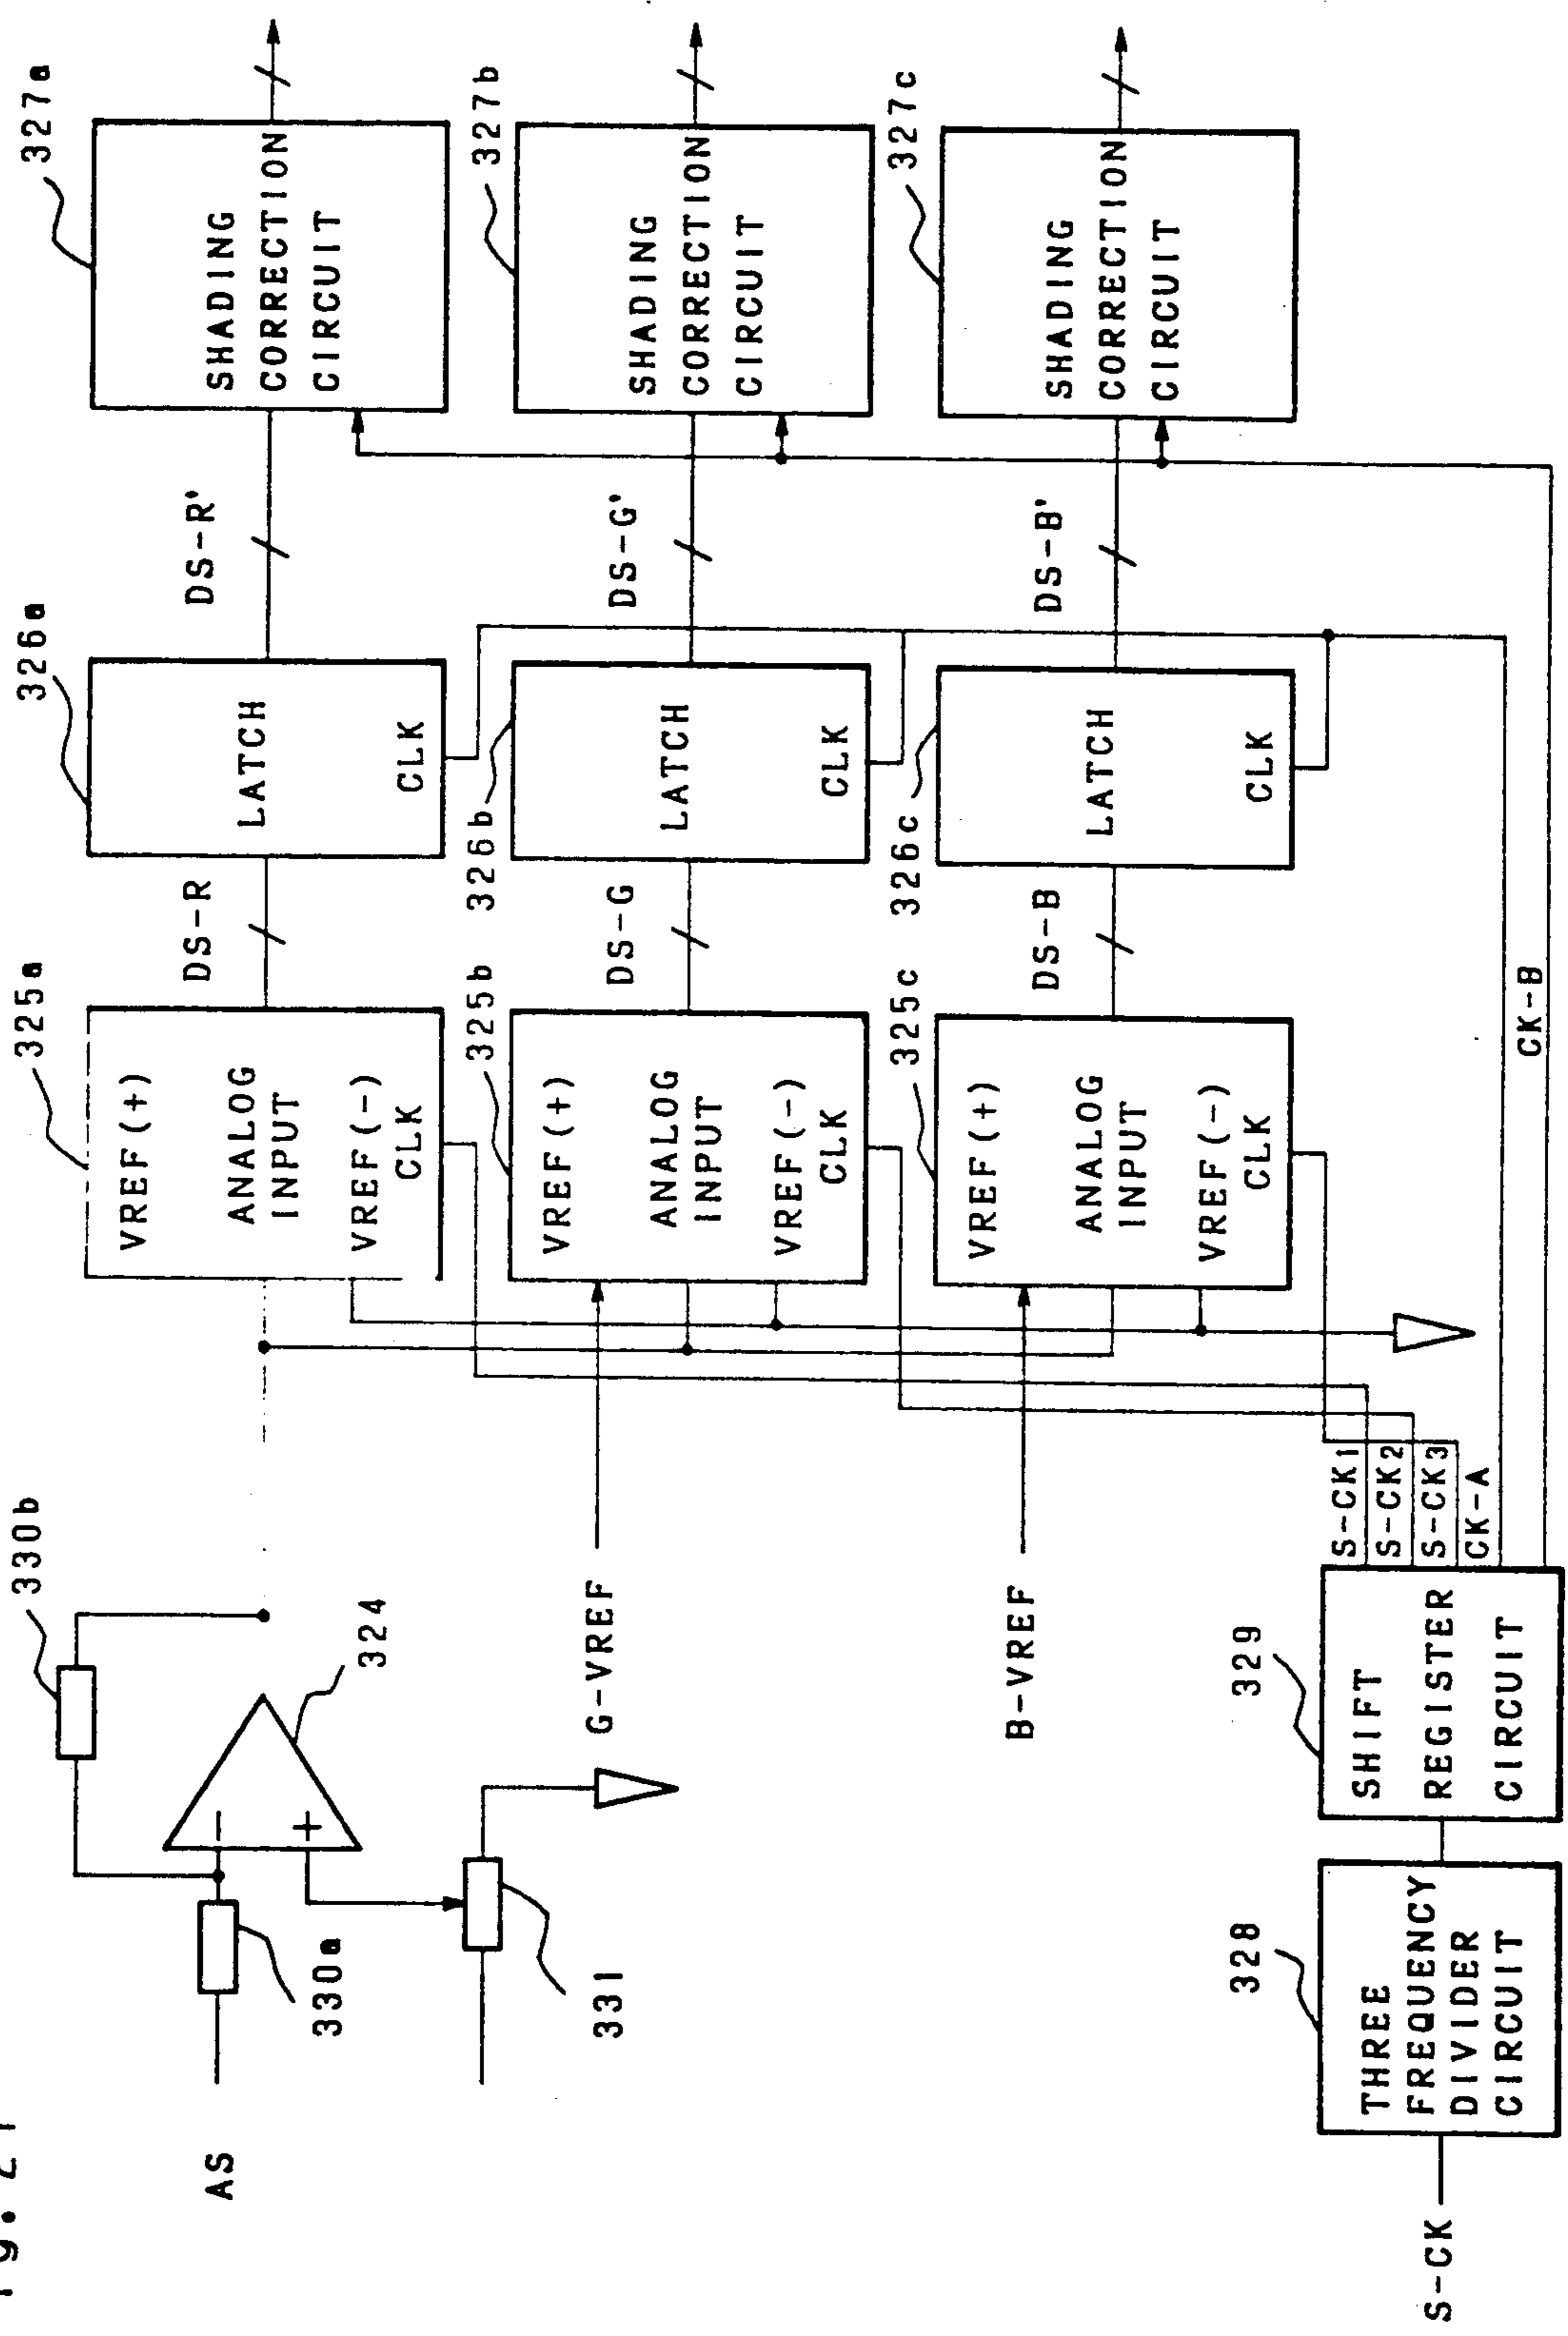 330b
325a
326a
327a
AS
330a
324
331
VREF(+)
ANALOG
INPUT
VREF(-)
CLK
DS-R
LATCH
CLK
DS-R'
SHADING
CORRECTION
CIRCUIT
G-VREF
325b
326b
327b
VREF(+)
ANALOG
INPUT
VREF(-)
CLK
DS-G
LATCH
CLK
DS-G'
SHADING
CORRECTION
CIRCUIT
B-VREF
325c
326c
327c
VREF(+)
ANALOG
INPUT
VREF(-)
CLK
DS-B
LATCH
CLK
DS-B'
SHADING
CORRECTION
CIRCUIT
S-CK
328
THREE
FREQUENCY
DIVIDER
CIRCUIT
329
SHIFT
REGISTER
CIRCUIT
S-CK1
S-CK2
S-CK3
CK-A
CK-B